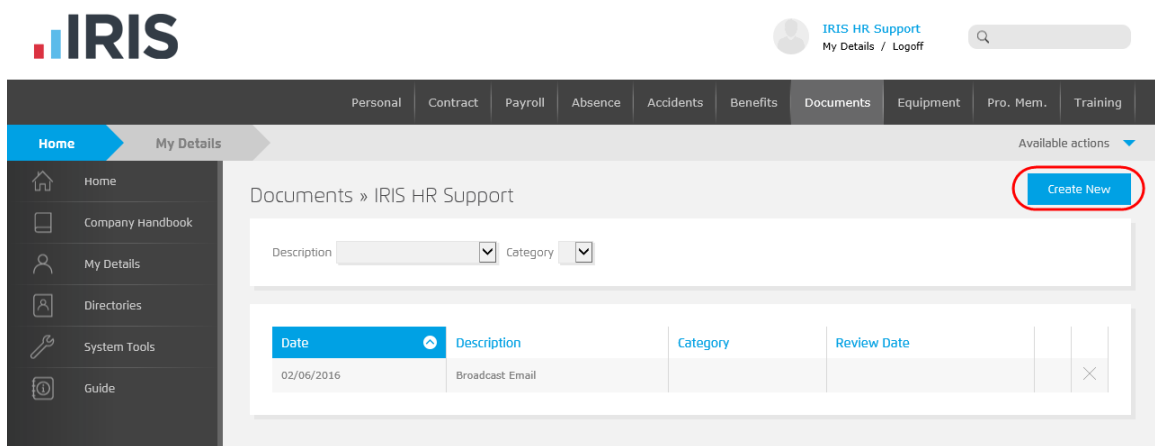 IRIS
IRIS HR Support
My Details / Logoff
Personal Contract Payroll Absence Accidents Benefits Documents Equipment Pro. Mem. Training
Home My Details Available actions
Home
Company Handbook
My Details
Directories
System Tools
Guide
Documents » IRIS HR Support
Create New
Description Category
Date Description Category Review Date
02/06/2016 Broadcast Email